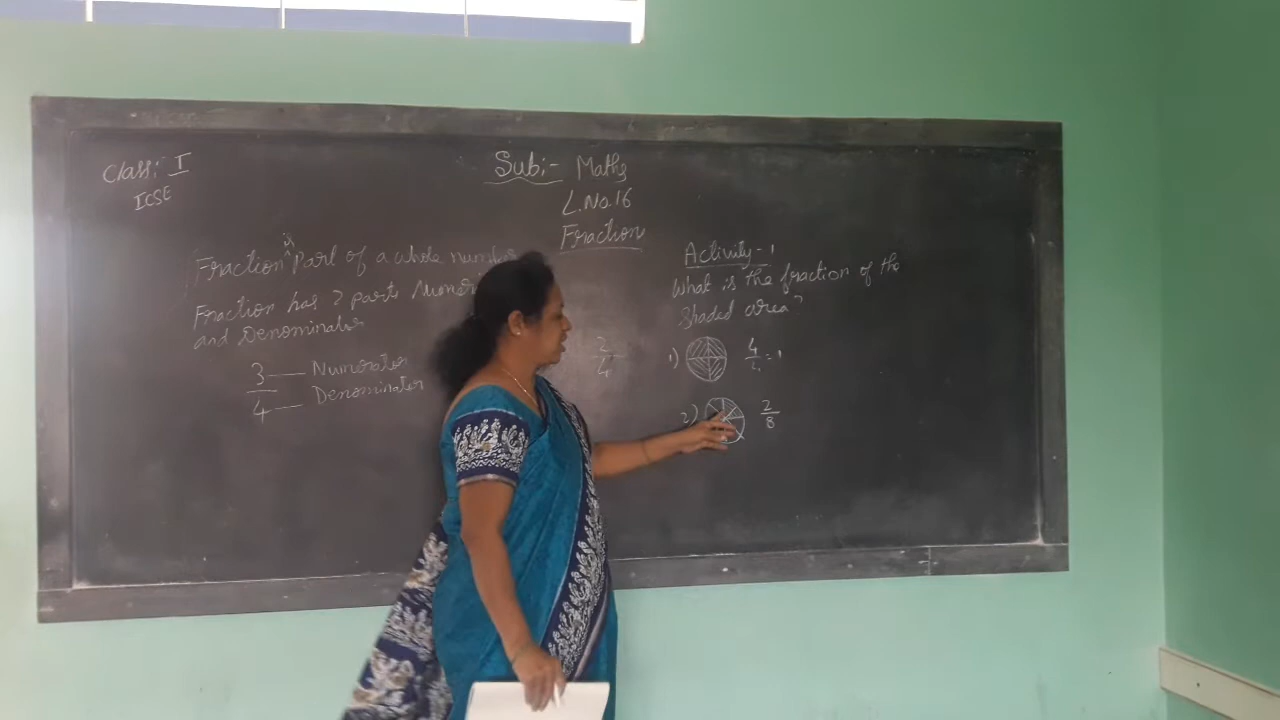 Class: I
ICSE
Sub:- Maths
L.No.16
Fraction
Fraction is Part of a whole number
Fraction has 2 parts
and Denominator
3 Numerator
4 Denominator
2
4
Activity-1
What is the fraction of the
shaded area?
1) 4/4 = 1
2) 2/8